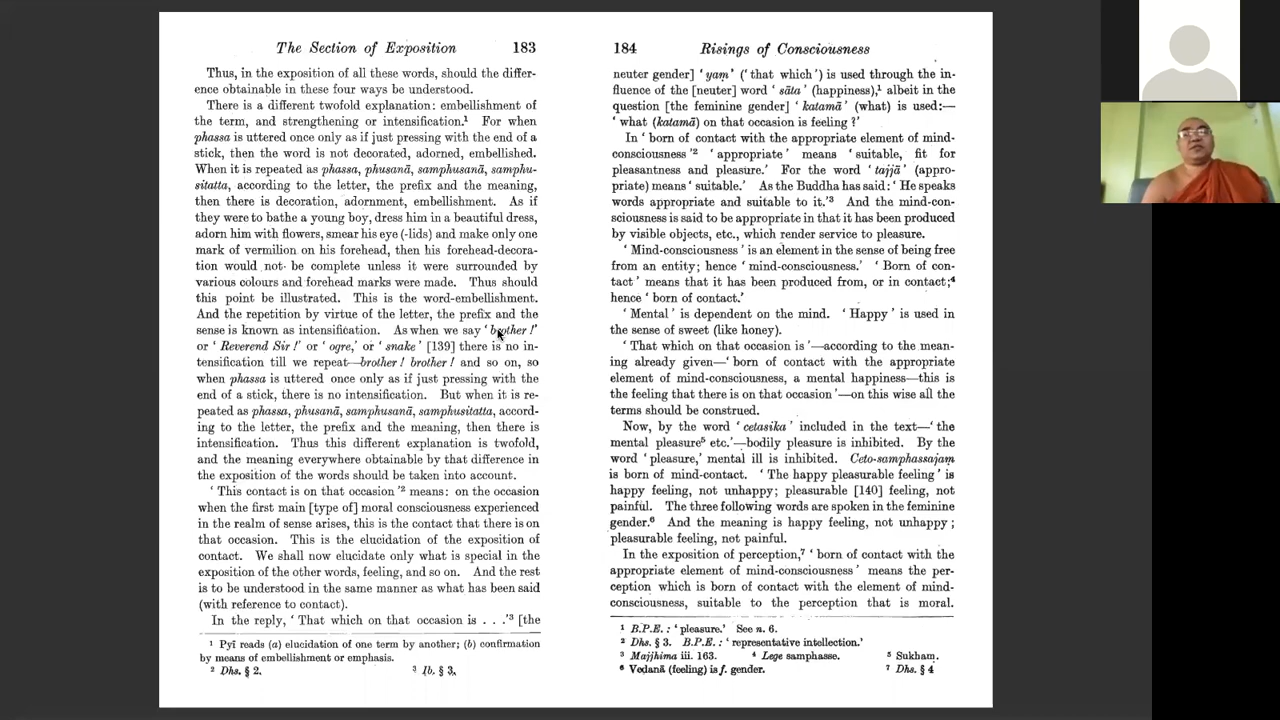 The Section of Exposition 183
Thus, in the exposition of all these words, should the differ-
ence obtainable in these four ways be understood.
There is a different twofold explanation: embellishment of
the term, and strengthening or intensification.¹ For when
phassa is uttered once only as if just pressing with the end of a
stick, then the word is not decorated, adorned, embellished.
When it is repeated as phassa, phusanā, samphusanā, samphu-
sitatta, according to the letter, the prefix and the meaning,
then there is decoration, adornment, embellishment. As if
they were to bathe a young boy, dress him in a beautiful dress,
adorn him with flowers, smear his eye (-lids) and make only one
mark of vermilion on his forehead, then his forehead-decora-
tion would not be complete unless it were surrounded by
various colours and forehead marks were made. Thus should
this point be illustrated. This is the word-embellishment.
And the repetition by virtue of the letter, the prefix and the
sense is known as intensification. As when we say ‘ brother !’
or ‘ Reverend Sir !’ or ‘ ogre,’ or ‘ snake ’ [139] there is no in-
tensification till we repeat—brother ! brother ! and so on, so
when phassa is uttered once only as if just pressing with the
end of a stick, there is no intensification. But when it is re-
peated as phassa, phusanā, samphusanā, samphusitatta, accord-
ing to the letter, the prefix and the meaning, then there is
intensification. Thus this different explanation is twofold,
and the meaning everywhere obtainable by that difference in
the exposition of the words should be taken into account.
‘ This contact is on that occasion ’² means: on the occasion
when the first main [type of] moral consciousness experienced
in the realm of sense arises, this is the contact that there is on
that occasion. This is the elucidation of the exposition of
contact. We shall now elucidate only what is special in the
exposition of the other words, feeling, and so on. And the rest
is to be understood in the same manner as what has been said
(with reference to contact).
In the reply, ‘ That which on that occasion is . . .’³ [the
¹ Pyī reads (a) elucidation of one term by another; (b) confirmation
by means of embellishment or emphasis.
² Dhs. § 2. ³ Ib. § 3.
184 Risings of Consciousness
neuter gender] ‘ yaṃ ’ (‘ that which ’) is used through the in-
fluence of the [neuter] word ‘ sāta ’ (happiness),¹ albeit in the
question [the feminine gender] ‘ katamā ’ (what) is used:—
‘ what (katamā) on that occasion is feeling ?’
In ‘ born of contact with the appropriate element of mind-
consciousness ’² ‘ appropriate ’ means ‘ suitable, fit for
pleasantness and pleasure.’ For the word ‘ tajjā ’ (appro-
priate) means ‘ suitable.’ As the Buddha has said: ‘ He speaks
words appropriate and suitable to it.’³ And the mind-con-
sciousness is said to be appropriate in that it has been produced
by visible objects, etc., which render service to pleasure.
‘ Mind-consciousness ’ is an element in the sense of being free
from an entity; hence ‘ mind-consciousness.’ ‘ Born of con-
tact ’ means that it has been produced from, or in contact;⁴
hence ‘ born of contact.’
‘ Mental ’ is dependent on the mind. ‘ Happy ’ is used in
the sense of sweet (like honey).
‘ That which on that occasion is ’—according to the mean-
ing already given—‘ born of contact with the appropriate
element of mind-consciousness, a mental happiness—this is
the feeling that there is on that occasion ’—on this wise all the
terms should be construed.
Now, by the word ‘ cetasika ’ included in the text—‘ the
mental pleasure⁵ etc.’—bodily pleasure is inhibited. By the
word ‘ pleasure,’ mental ill is inhibited. Ceto-samphassajaṃ
is born of mind-contact. ‘ The happy pleasurable feeling ’ is
happy feeling, not unhappy; pleasurable [140] feeling, not
painful. The three following words are spoken in the feminine
gender.⁶ And the meaning is happy feeling, not unhappy ;
pleasurable feeling, not painful.
In the exposition of perception,⁷ ‘ born of contact with the
appropriate element of mind-consciousness ’ means the per-
ception which is born of contact with the element of mind-
consciousness, suitable to the perception that is moral.
¹ B.P.E. : ‘ pleasure.’ See n. 6.
² Dhs. § 3. B.P.E. : ‘ representative intellection.’
³ Majjhima iii. 163. ⁴ Lege samphasse. ⁵ Sukhaṃ.
⁶ Vedanā (feeling) is f. gender. ⁷ Dhs. § 4